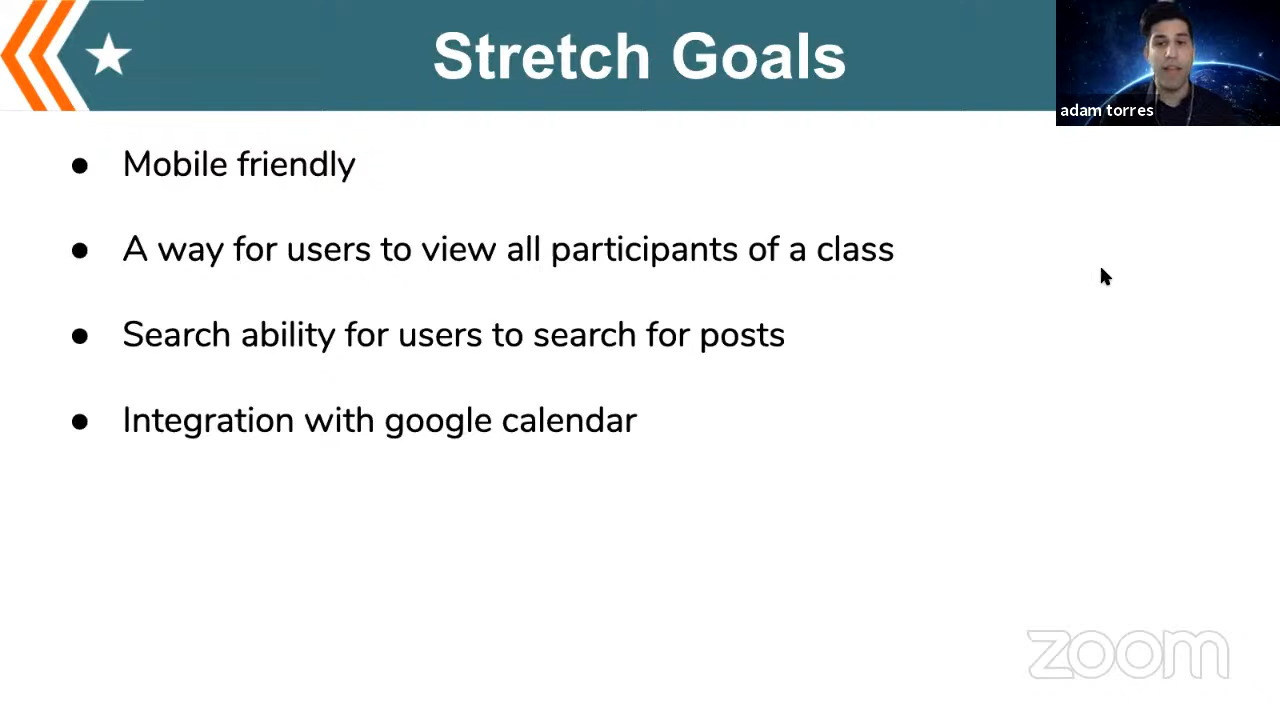 Stretch Goals
adam torres
● Mobile friendly
● A way for users to view all participants of a class
● Search ability for users to search for posts
● Integration with google calendar
zoom